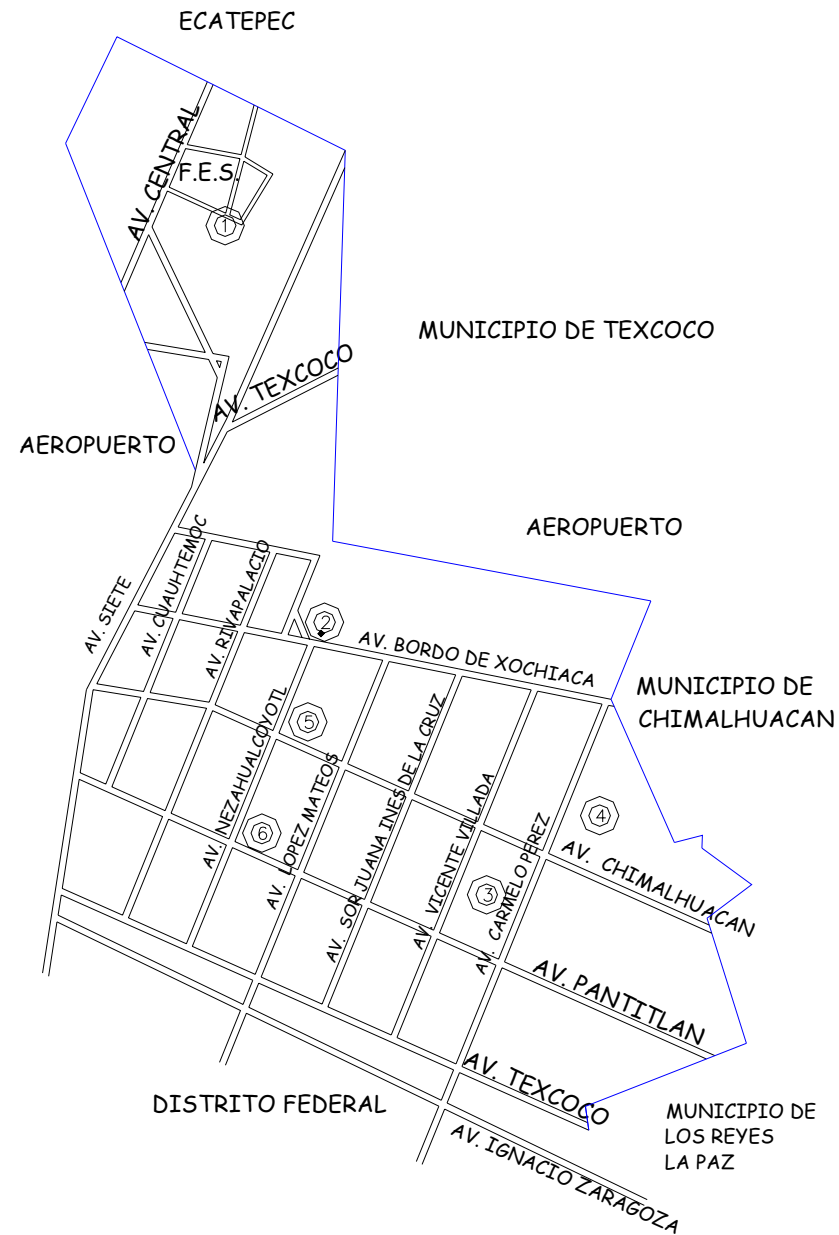 ECATEPEC
AV. CENTRAL
F.E.S.
1
MUNICIPIO DE TEXCOCO
AV. TEXCOCO
AEROPUERTO
AEROPUERTO
AV. SIETE
AV. CUAUHTEMOC
AV. RIVAPALACIO
2
AV. BORDO DE XOCHIACA
MUNICIPIO DE
CHIMALHUACAN
5
AV. NEZAHUALCOYOTL
6
AV. LOPEZ MATEOS
AV. SOR JUANA INES DE LA CRUZ
AV. VICENTE VILLADA
3
AV. CARMELO PEREZ
4
AV. CHIMALHUACAN
AV. PANTITLAN
AV. TEXCOCO
DISTRITO FEDERAL
MUNICIPIO DE
LOS REYES
LA PAZ
AV. IGNACIO ZARAGOZA